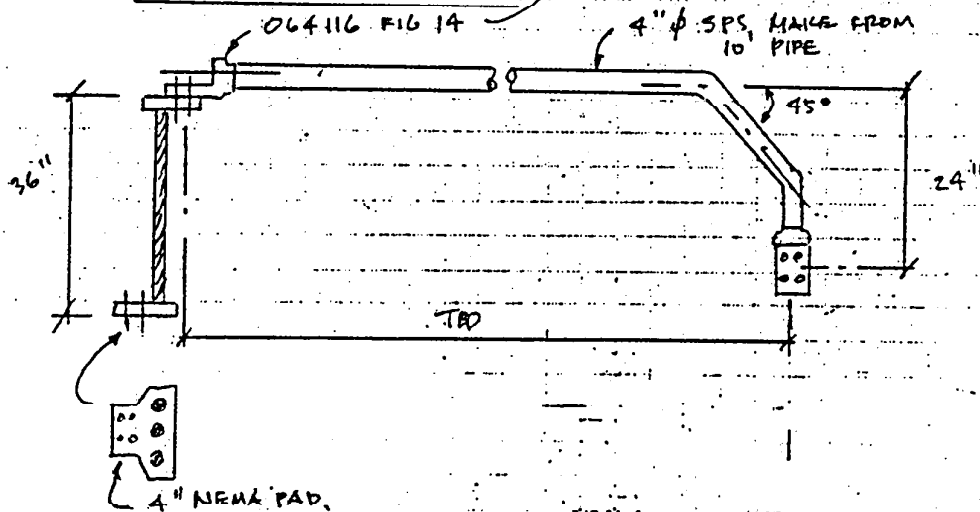 064116 FIG 14
4" φ SPS, MAKE FROM
10' PIPE
45°
36"
24"
TBD
4" NEMA PAD.